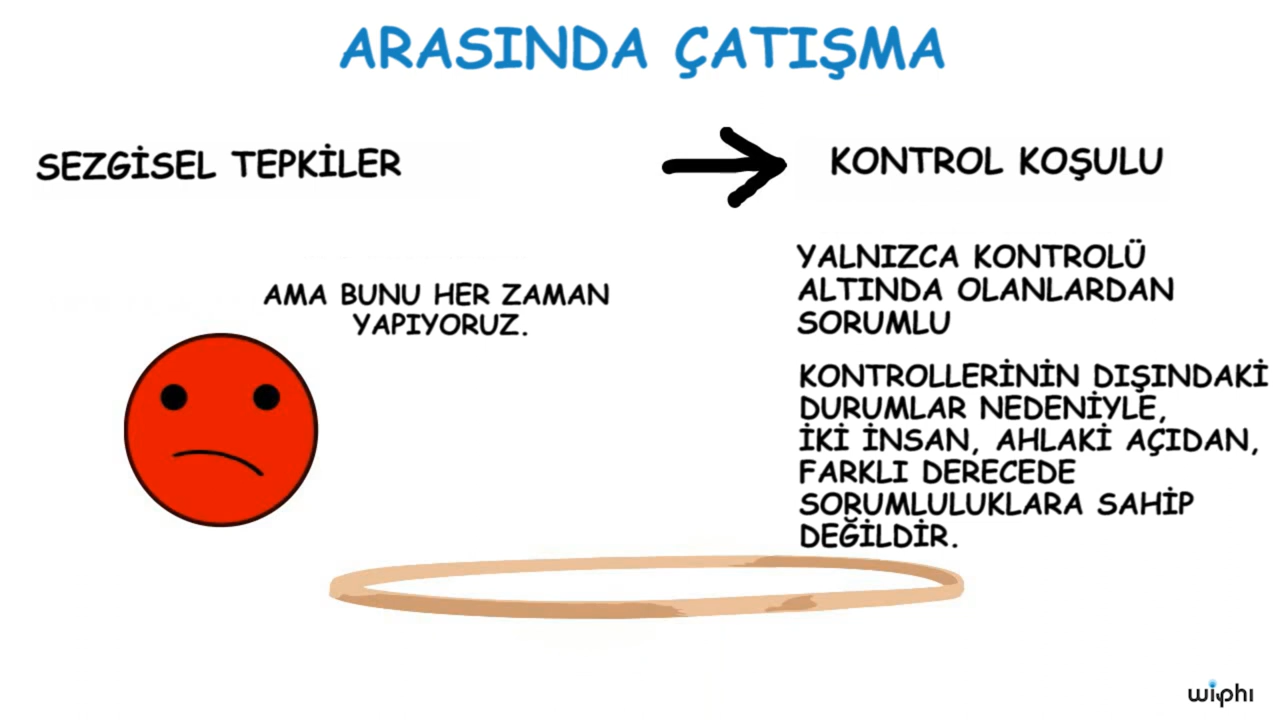 ARASINDA ÇATIŞMA
SEZGİSEL TEPKİLER
KONTROL KOŞULU
AMA BUNU HER ZAMAN
YAPIYORUZ.
YALNIZCA KONTROLÜ
ALTINDA OLANLARDAN
SORUMLU
KONTROLLERİNİN DIŞINDAKİ
DURUMLAR NEDENİYLE,
İKİ İNSAN, AHLAKİ AÇIDAN,
FARKLI DERECEDE
SORUMLULUKLARA SAHİP
DEĞİLDİR.
wiphi